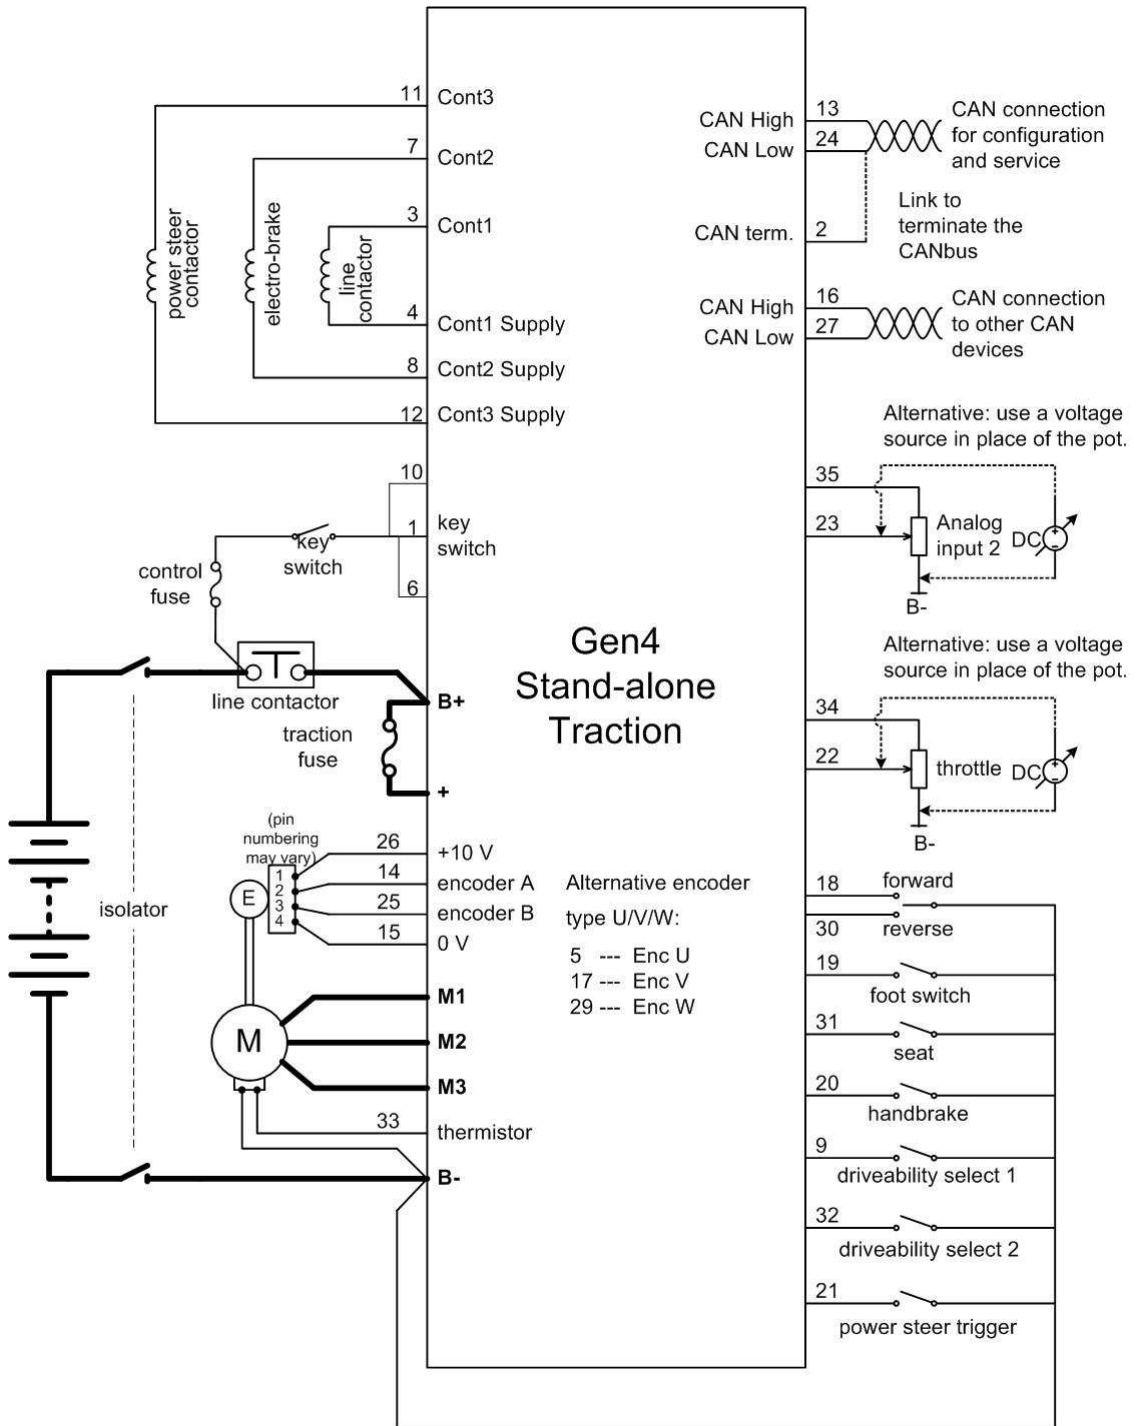 11 Cont3
7 Cont2
3 Cont1
power steer
contactor
electro-brake
line
contactor
4 Cont1 Supply
8 Cont2 Supply
12 Cont3 Supply
10
1 key
switch
key
switch
6
control
fuse
line contactor
B+
traction
fuse
+
(pin
numbering
may vary)
26 +10 V
1
14 encoder A
2
E
3
25 encoder B
4
15 0 V
isolator
M1
M
M2
M3
33 thermistor
B-
Gen4
Stand-alone
Traction
Alternative encoder
type U/V/W:
5 --- Enc U
17 --- Enc V
29 --- Enc W
CAN High 13
CAN Low 24
CAN connection
for configuration
and service
CAN term. 2
Link to
terminate the
CANbus
CAN High 16
CAN Low 27
CAN connection
to other CAN
devices
Alternative: use a voltage
source in place of the pot.
35
23
Analog
input 2
DC
+
-
B-
Alternative: use a voltage
source in place of the pot.
34
22
throttle
DC
+
-
B-
18 forward
30 reverse
19
foot switch
31
seat
20
handbrake
9
driveability select 1
32
driveability select 2
21
power steer trigger